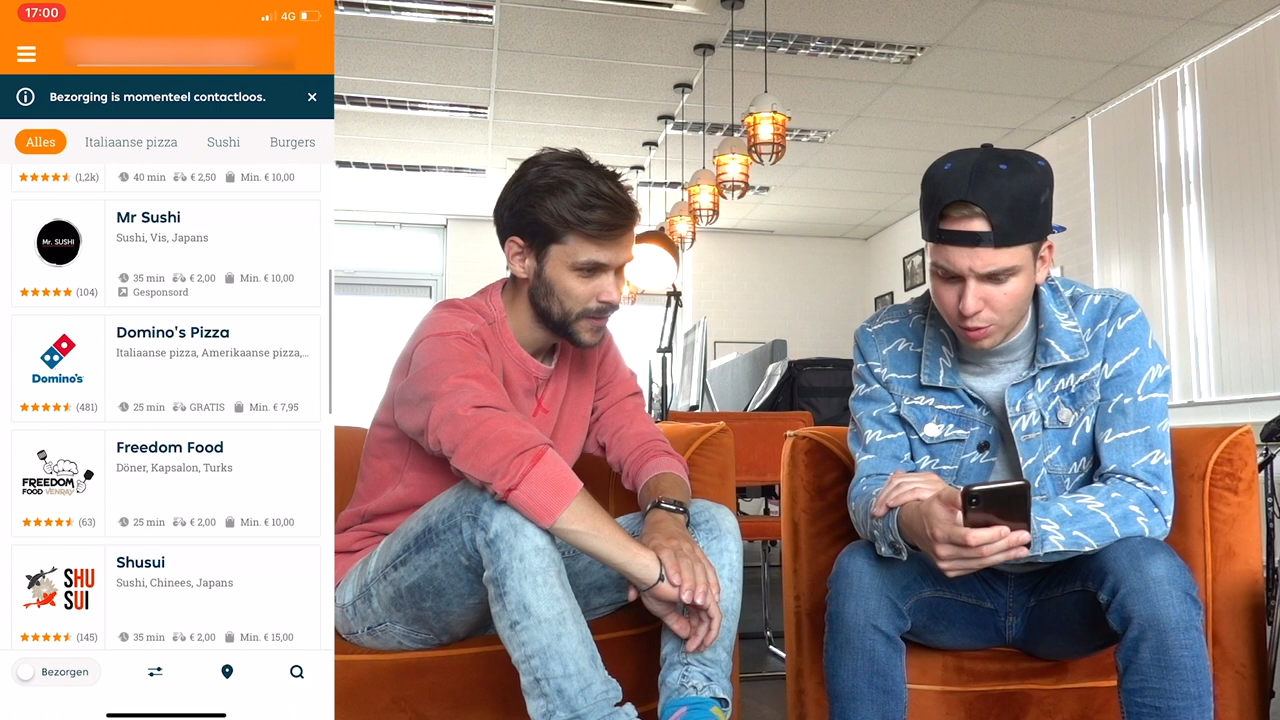 17:00
4G
Bezorging is momenteel contactloos.
Alles Italiaanse pizza Sushi Burgers
(1,2k) 40 min € 2,50 Min. € 10,00
Mr Sushi
Sushi, Vis, Japans
Mr. SUSHI
35 min € 2,00 Min. € 10,00
(104) Gesponsord
Domino's Pizza
Italiaanse pizza, Amerikaanse pizza,...
Domino's
(481) 25 min GRATIS Min. € 7,95
Freedom Food
Döner, Kapsalon, Turks
FREEDOM
FOOD VENRAY
(63) 25 min € 2,00 Min. € 10,00
Shusui
Sushi, Chinees, Japans
SHU
SUI
(145) 35 min € 2,00 Min. € 15,00
Bezorgen